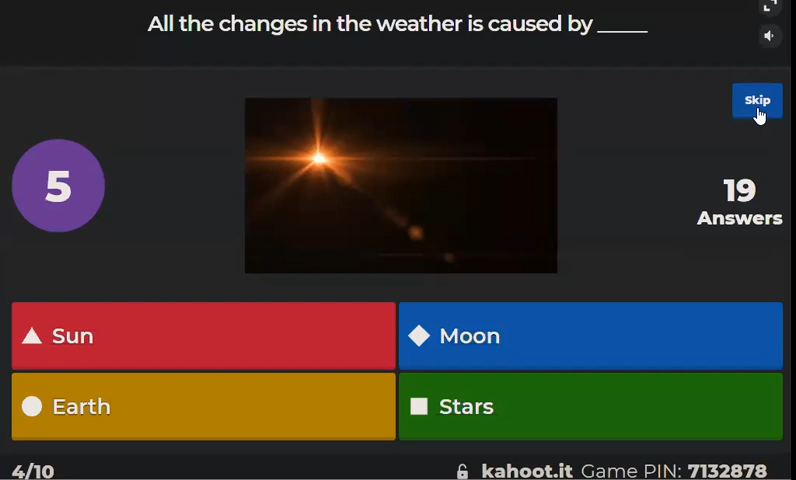 All the changes in the weather is caused by _____
Skip
5
19
Answers
Sun
Moon
Earth
Stars
4/10
kahoot.it Game PIN: 7132878